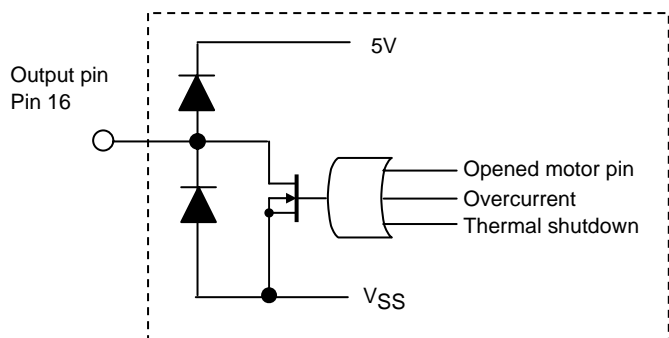 5V
Output pin
Pin 16
Opened motor pin
Overcurrent
Thermal shutdown
VSS